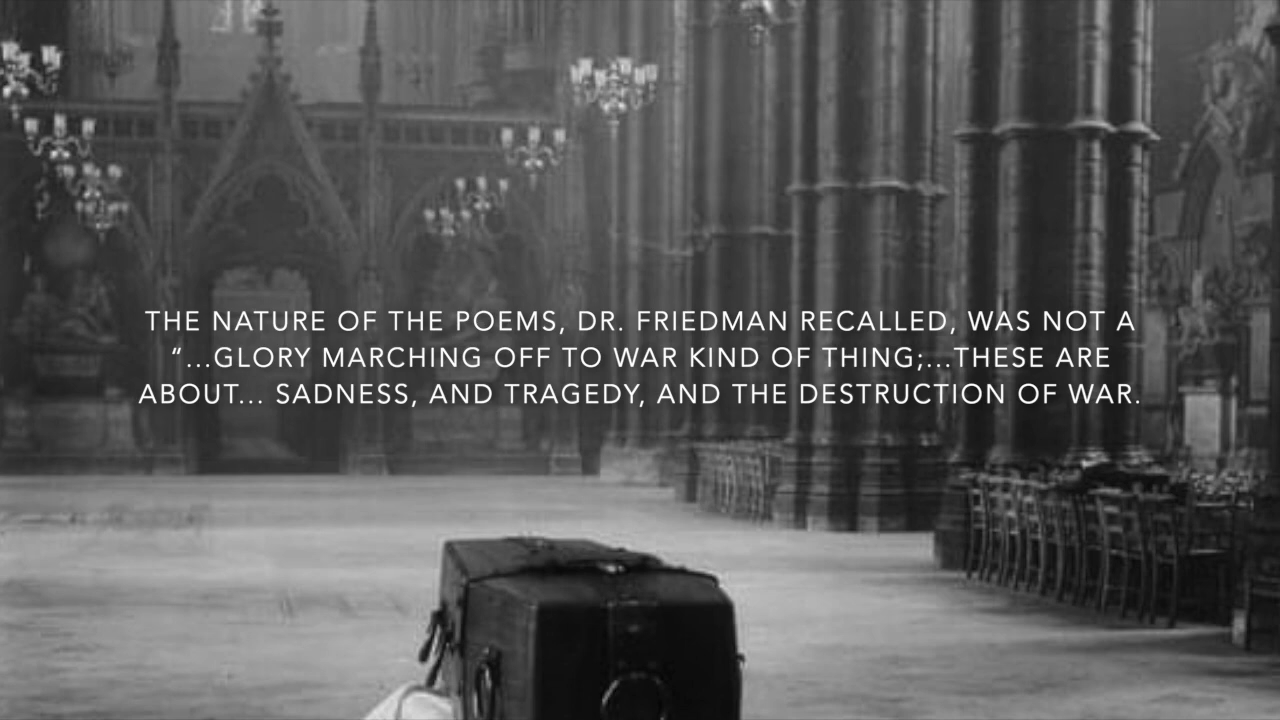 THE NATURE OF THE POEMS, DR. FRIEDMAN RECALLED, WAS NOT A
“...GLORY MARCHING OFF TO WAR KIND OF THING;...THESE ARE
ABOUT... SADNESS, AND TRAGEDY, AND THE DESTRUCTION OF WAR.